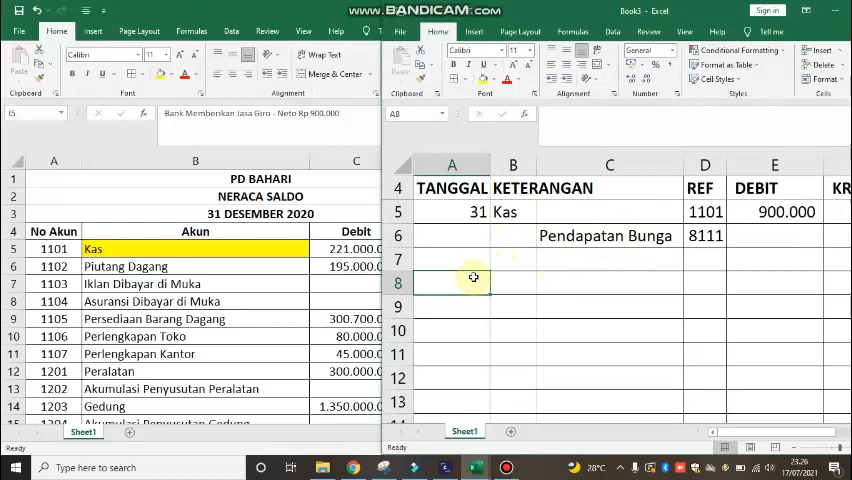 www.BANDICAM.com
Book3 - Excel
Sign in
File
Home
Insert
Page Layout
Formulas
Data
Review
View
Calibri
11
Wrap Text
Merge & Center
Paste
Clipboard
Font
Alignment
I5
Bank Memberikan Jasa Giro - Neto Rp 900.000
A B C
1 PD BAHARI
2 NERACA SALDO
3 31 DESEMBER 2020
4 No Akun Akun Debit
5 1101 Kas 221.000.0
6 1102 Piutang Dagang 195.000.0
7 1103 Iklan Dibayar di Muka
8 1104 Asuransi Dibayar di Muka
9 1105 Persediaan Barang Dagang 300.700.0
10 1106 Perlengkapan Toko 80.000.0
11 1107 Perlengkapan Kantor 45.000.0
12 1201 Peralatan 300.000.0
13 1202 Akumulasi Penyusutan Peralatan
14 1203 Gedung 1.350.000.0
15 1204 Akumulasi Penyusutan Gedung
Sheet1
Ready
File
Home
Insert
Page Layout
Formulas
Data
Review
View
Help
Tell me
Calibri
11
General
Paste
Conditional Formatting
Format as Table
Cell Styles
Insert
Delete
Format
Clipboard
Font
Alignment
Number
Styles
Cells
A8
A B C D E
4 TANGGAL KETERANGAN REF DEBIT KR
5 31 Kas 1101 900.000
6 Pendapatan Bunga 8111
7
8
9
10
11
12
13
Sheet1
Ready
Type here to search
28°C
23.26
17/07/2021